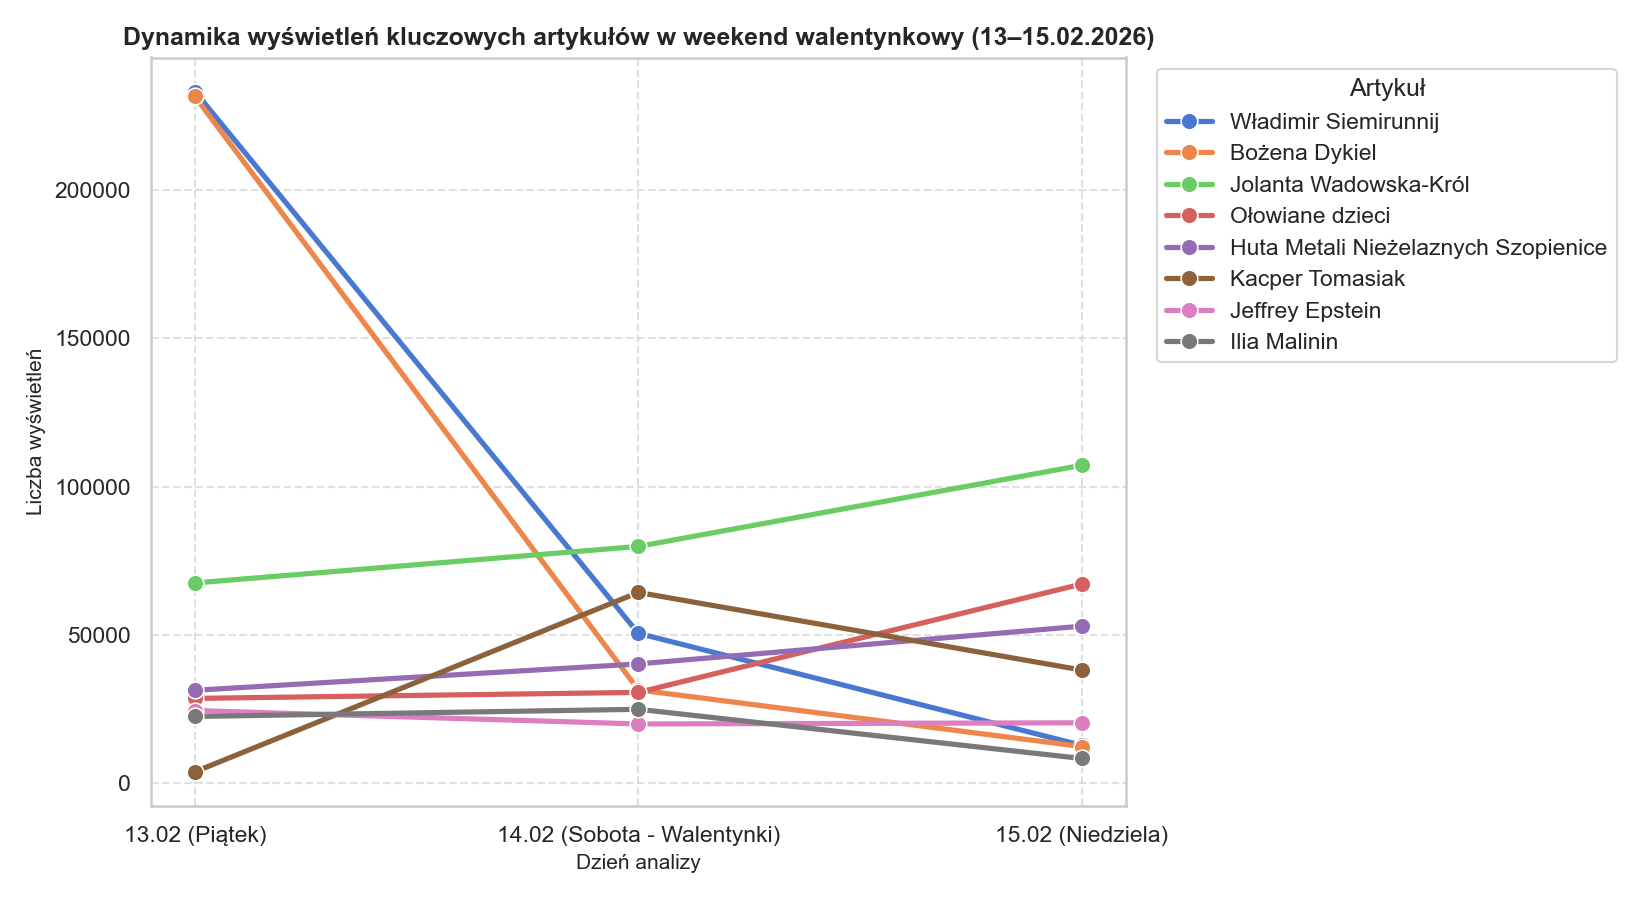 Dynamika wyświetleń kluczowych artykułów w weekend walentynkowy (13–15.02.2026)
Liczba wyświetleń
200000
150000
100000
50000
0
13.02 (Piątek)
14.02 (Sobota - Walentynki)
15.02 (Niedziela)
Dzień analizy
Artykuł
Władimir Siemirunnij
Bożena Dykiel
Jolanta Wadowska-Król
Ołowiane dzieci
Huta Metali Nieżelaznych Szopienice
Kacper Tomasiak
Jeffrey Epstein
Ilia Malinin